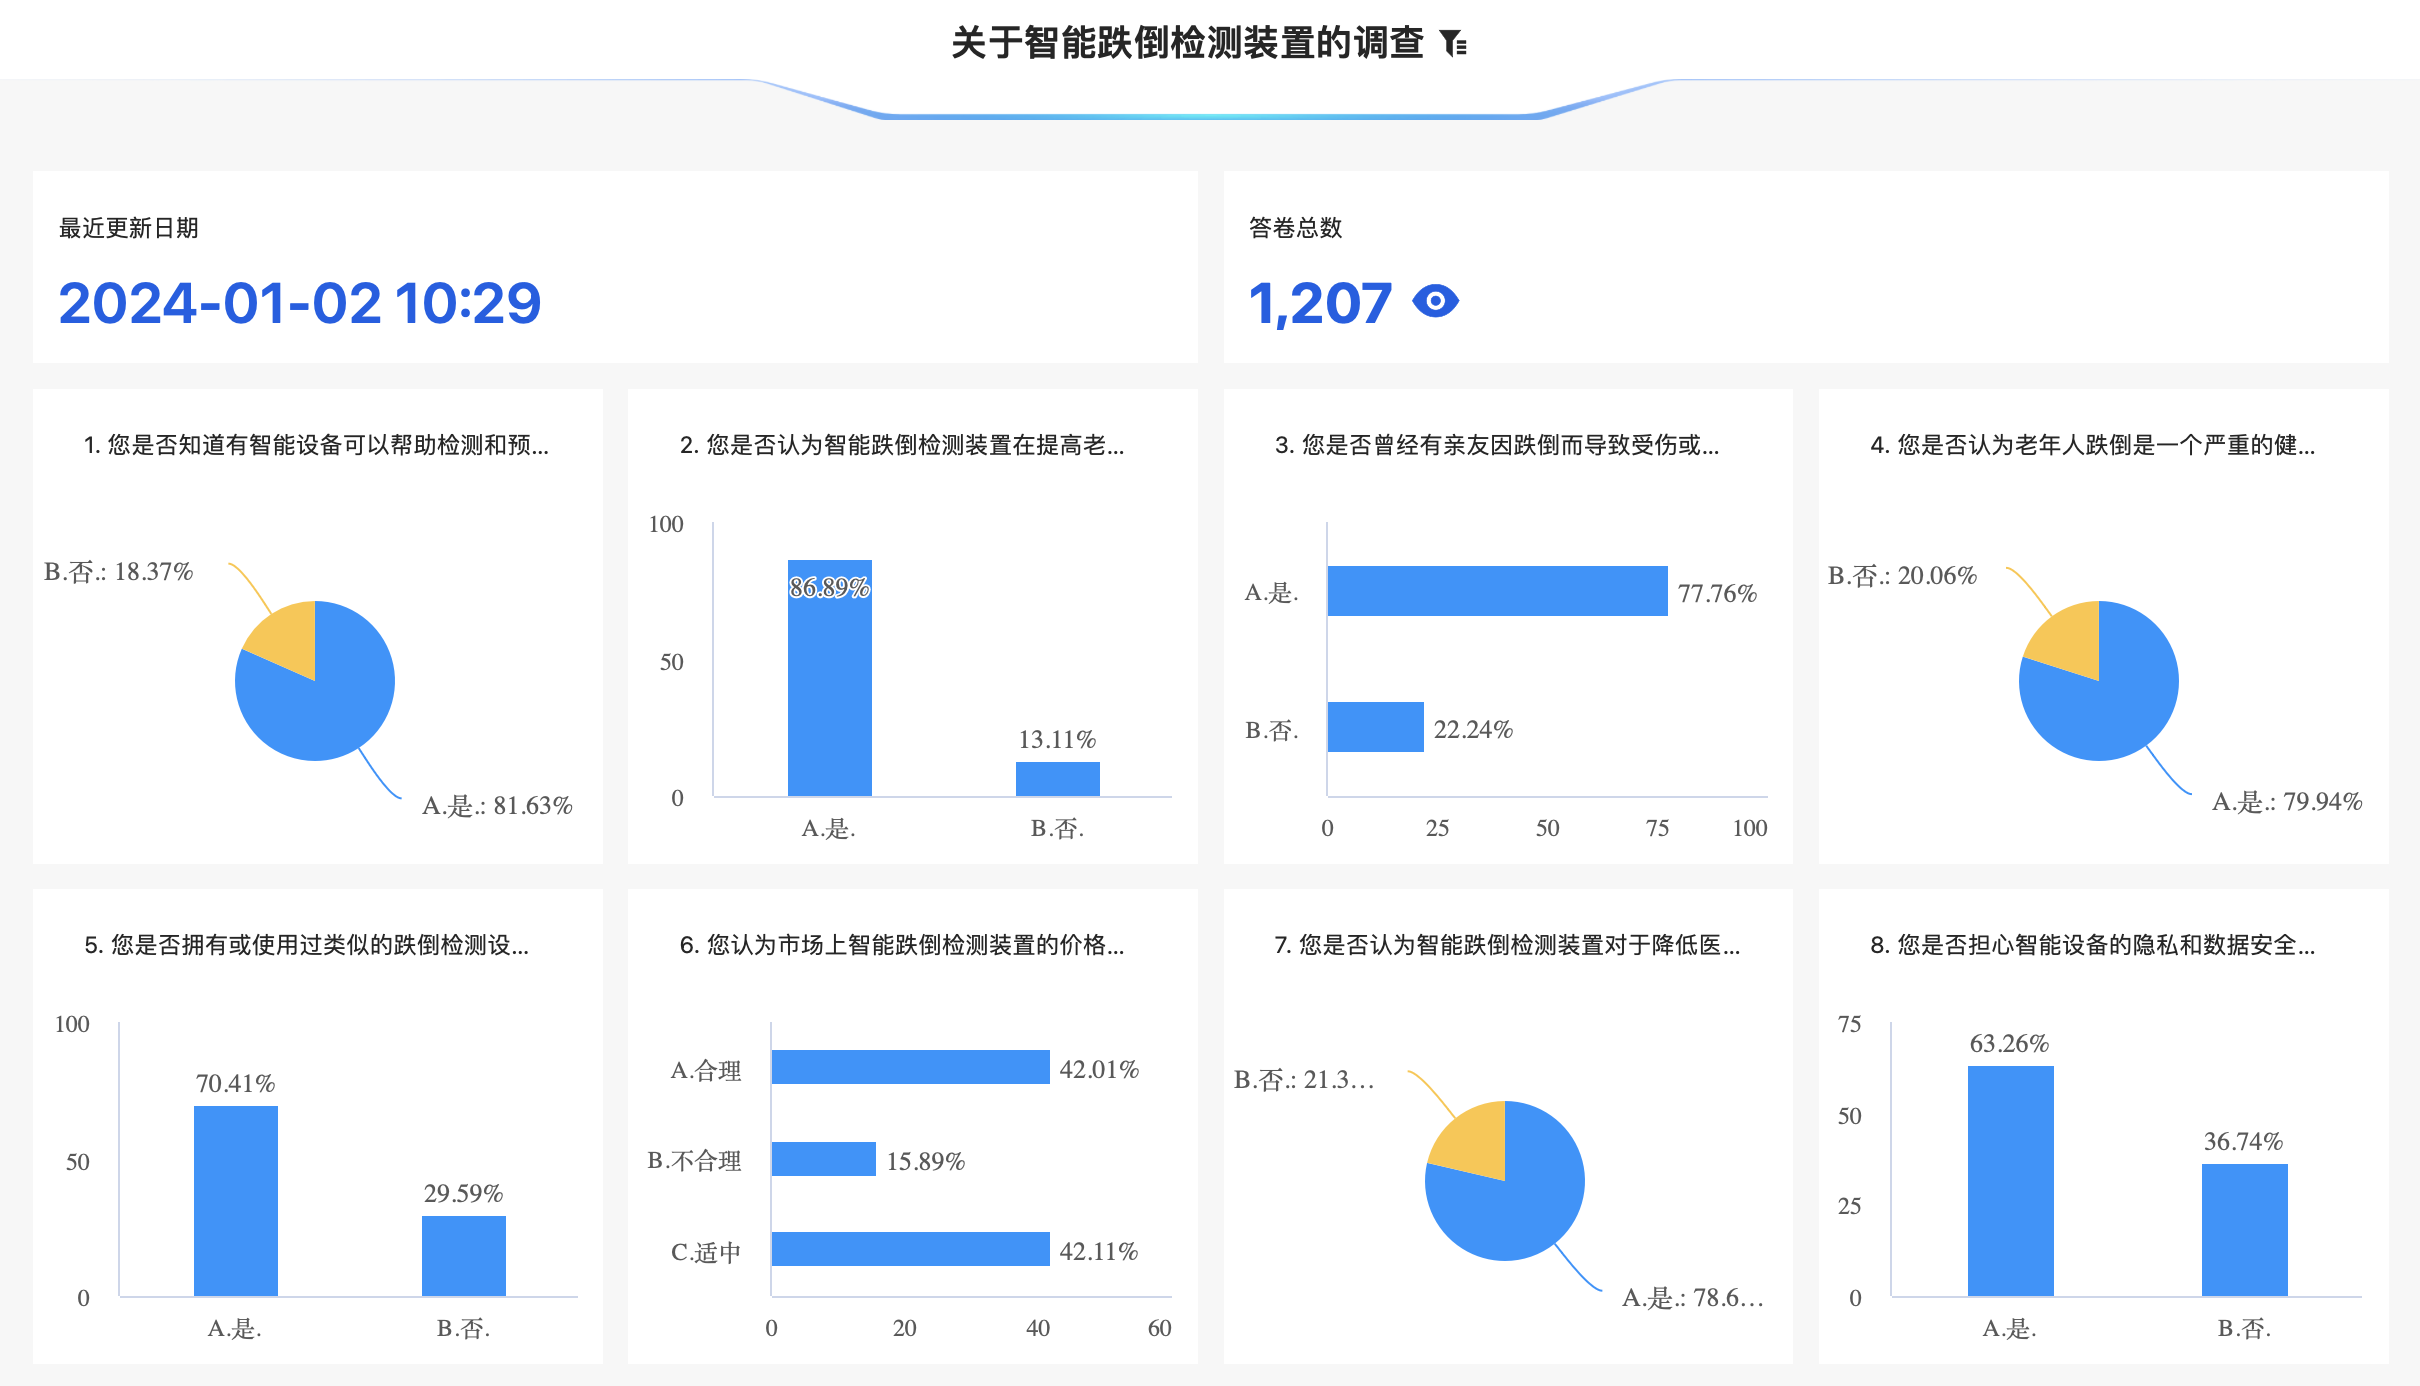 关于智能跌倒检测装置的调查
最近更新日期
2024-01-02 10:29
答卷总数
1,207
1. 您是否知道有智能设备可以帮助检测和预...
B.否.: 18.37%
A.是.: 81.63%
2. 您是否认为智能跌倒检测装置在提高老...
100
50
0
86.89%
13.11%
A.是.
B.否.
3. 您是否曾经有亲友因跌倒而导致受伤或...
A.是.
77.76%
B.否.
22.24%
0 25 50 75 100
4. 您是否认为老年人跌倒是一个严重的健...
B.否.: 20.06%
A.是.: 79.94%
5. 您是否拥有或使用过类似的跌倒检测设...
100
50
0
70.41%
29.59%
A.是.
B.否.
6. 您认为市场上智能跌倒检测装置的价格...
A.合理
42.01%
B.不合理
15.89%
C.适中
42.11%
0 20 40 60
7. 您是否认为智能跌倒检测装置对于降低医...
B.否.: 21.3...
A.是.: 78.6...
8. 您是否担心智能设备的隐私和数据安全...
75
50
25
0
63.26%
36.74%
A.是.
B.否.